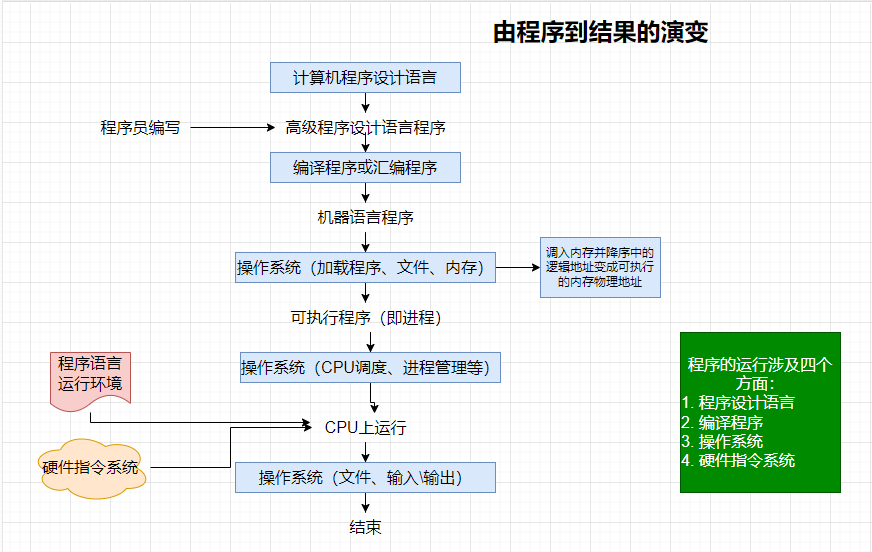 由程序到结果的演变
计算机程序设计语言
程序员编写
高级程序设计语言程序
编译程序或汇编程序
机器语言程序
操作系统（加载程序、文件、内存）
调入内存并降序中的
逻辑地址变成可执行
的内存物理地址
可执行程序（即进程）
操作系统（CPU调度、进程管理等）
程序语言
运行环境
CPU上运行
硬件指令系统
操作系统（文件、输入\输出）
结束
程序的运行涉及四个
方面：
1. 程序设计语言
2. 编译程序
3. 操作系统
4. 硬件指令系统